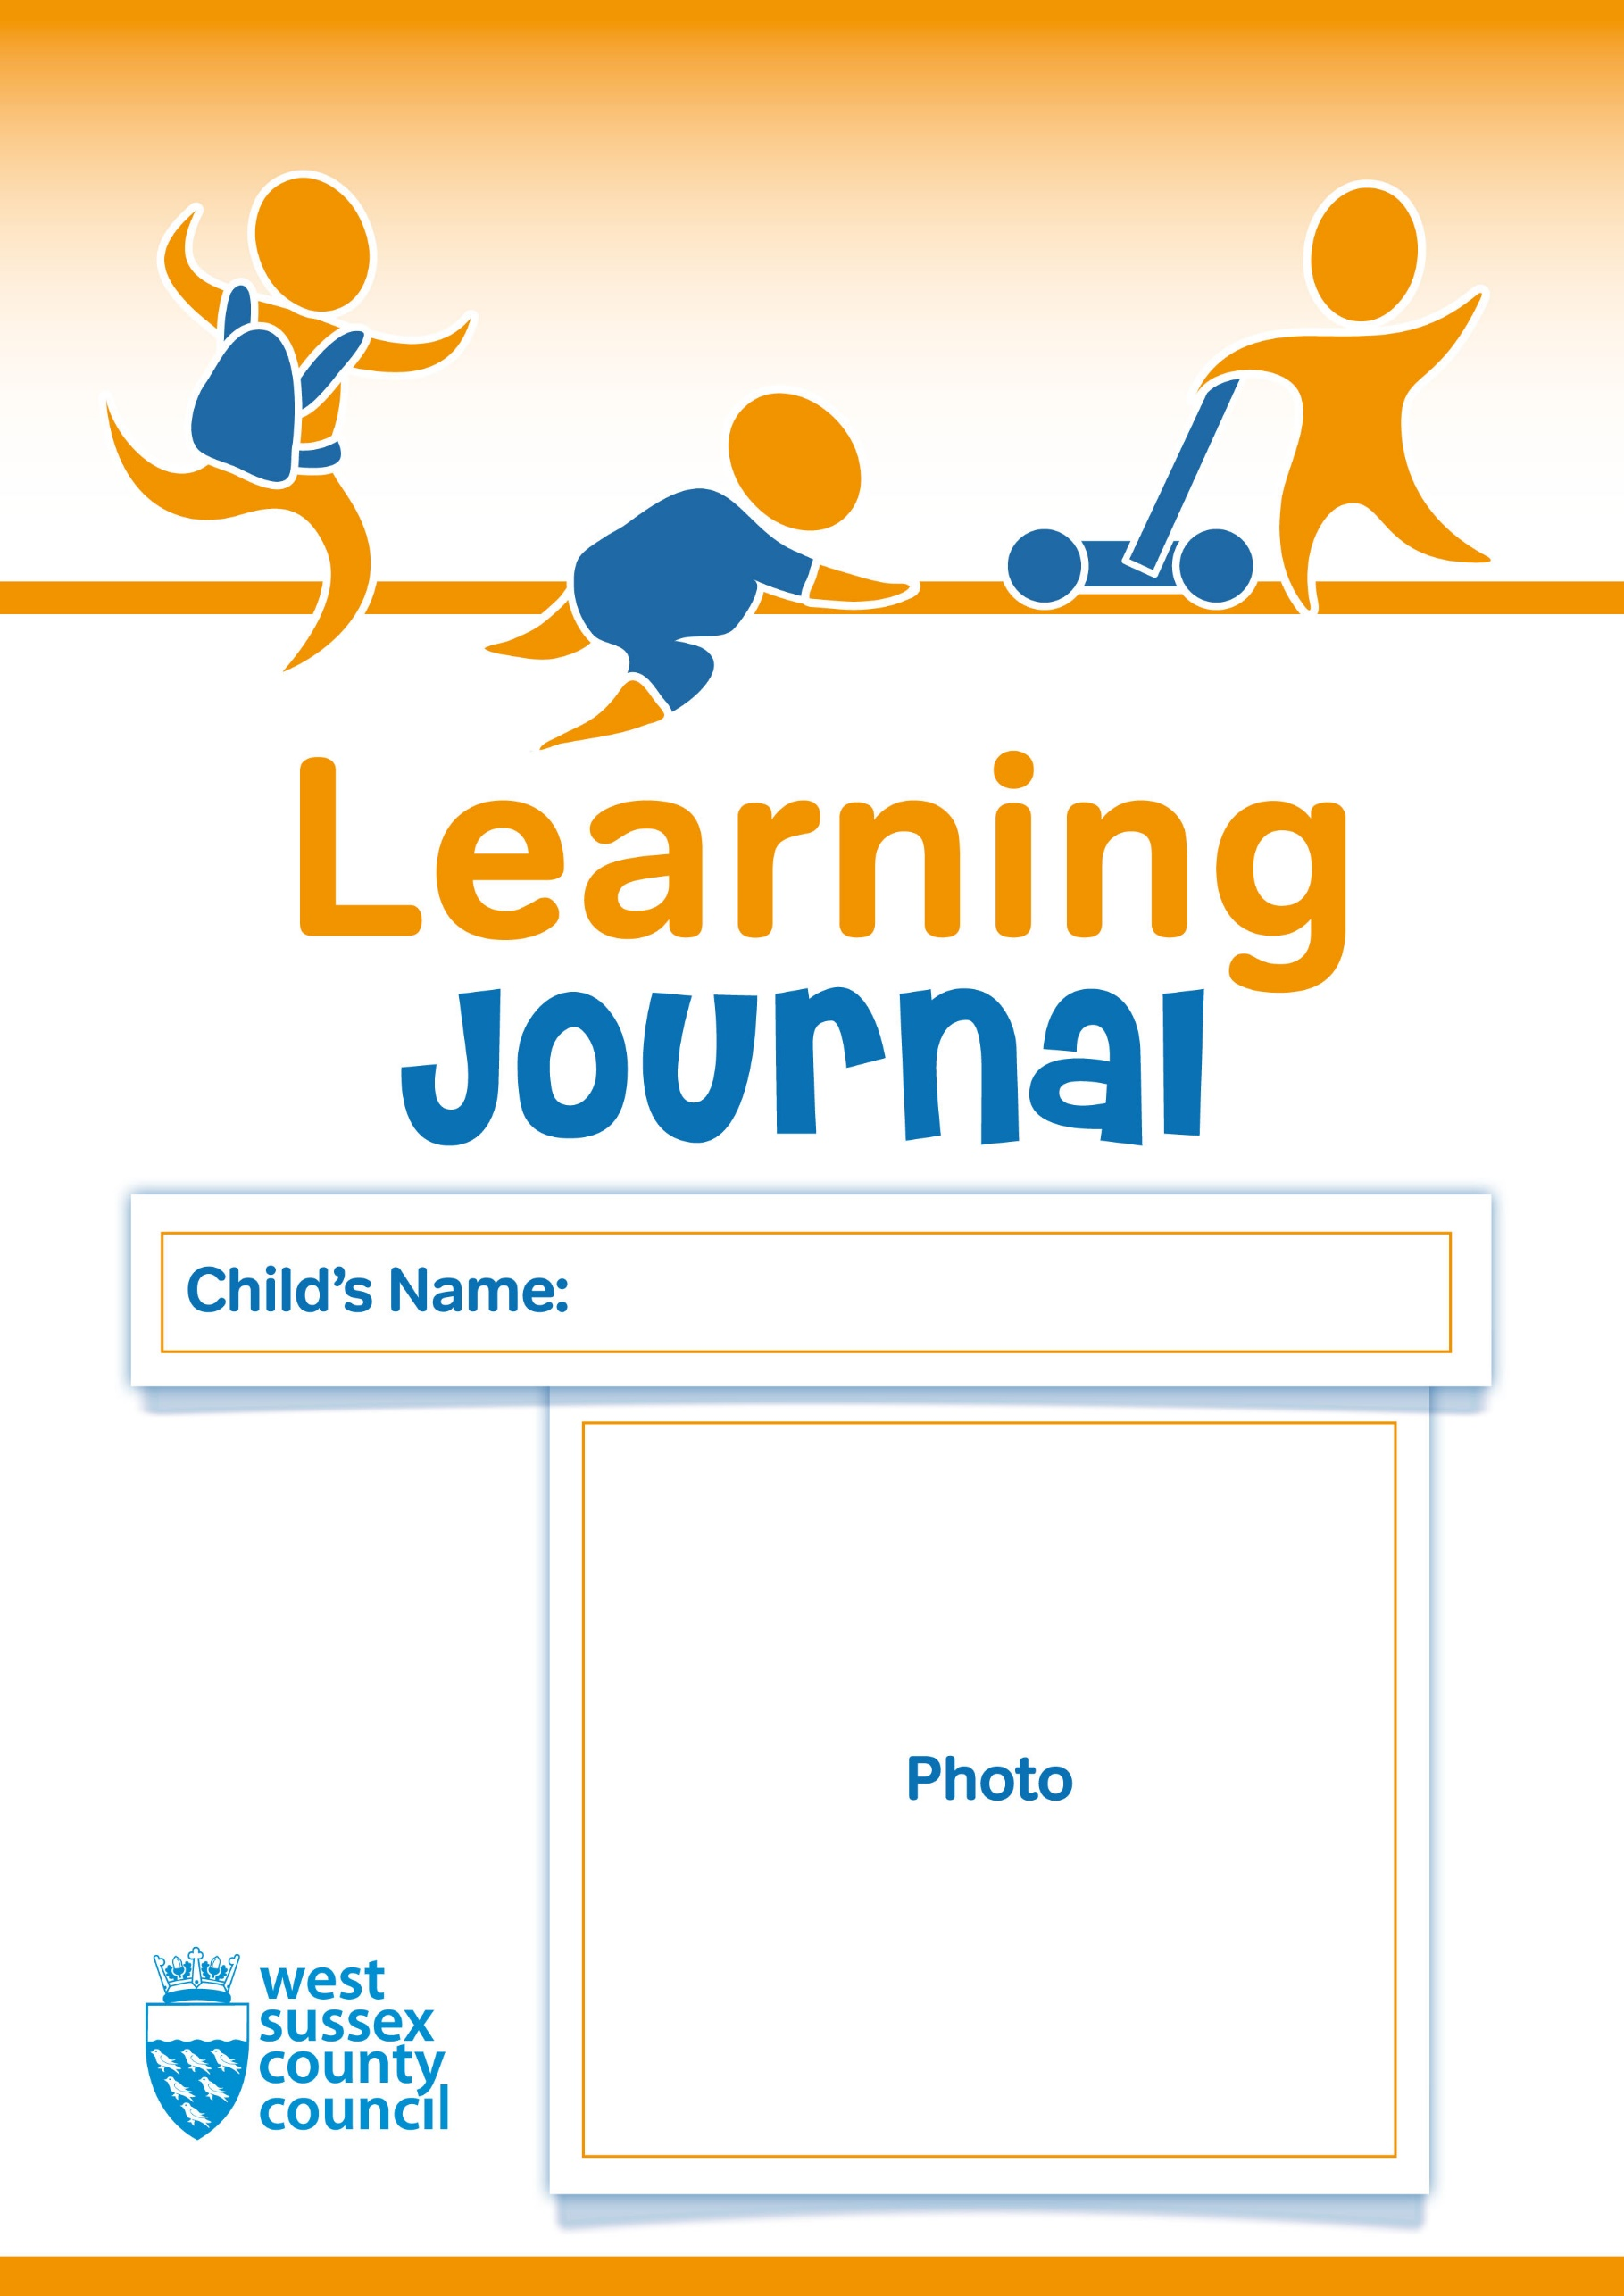 Learning
Journal
Child's Name:
Photo
west
sussex
county
council